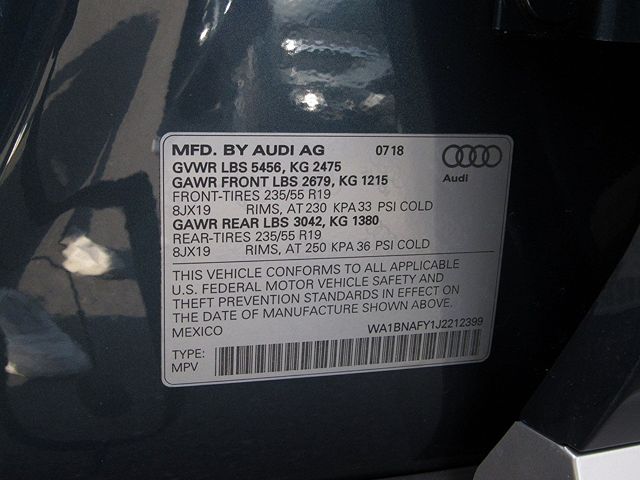 MFD. BY AUDI AG 0718
Audi
GVWR LBS 5456, KG 2475
GAWR FRONT LBS 2679, KG 1215
FRONT-TIRES 235/55 R19
8JX19 RIMS, AT 230 KPA 33 PSI COLD
GAWR REAR LBS 3042, KG 1380
REAR-TIRES 235/55 R19
8JX19 RIMS, AT 250 KPA 36 PSI COLD
THIS VEHICLE CONFORMS TO ALL APPLICABLE
U.S. FEDERAL MOTOR VEHICLE SAFETY AND
THEFT PREVENTION STANDARDS IN EFFECT ON
THE DATE OF MANUFACTURE SHOWN ABOVE.
MEXICO WA1BNAFY1J2212399
TYPE:
MPV